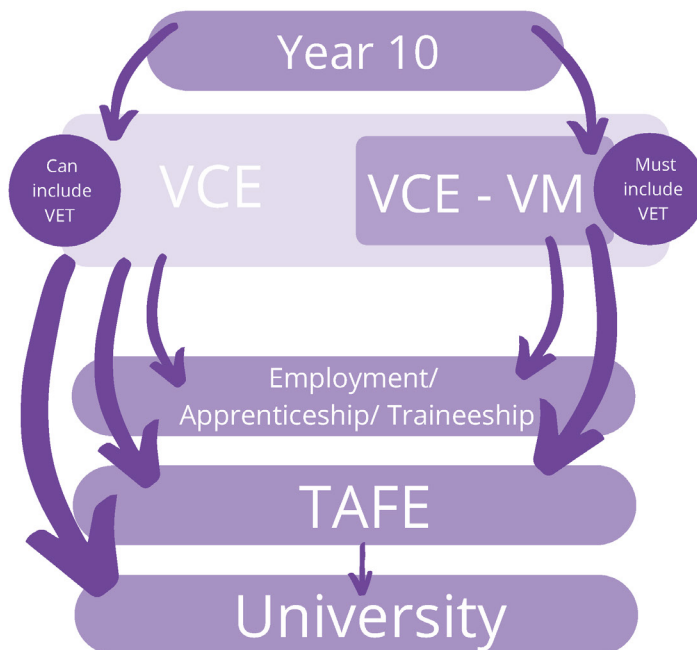 Year 10
Can
include
VET
VCE
VCE - VM
Must
include
VET
Employment/
Apprenticeship/ Traineeship
TAFE
University